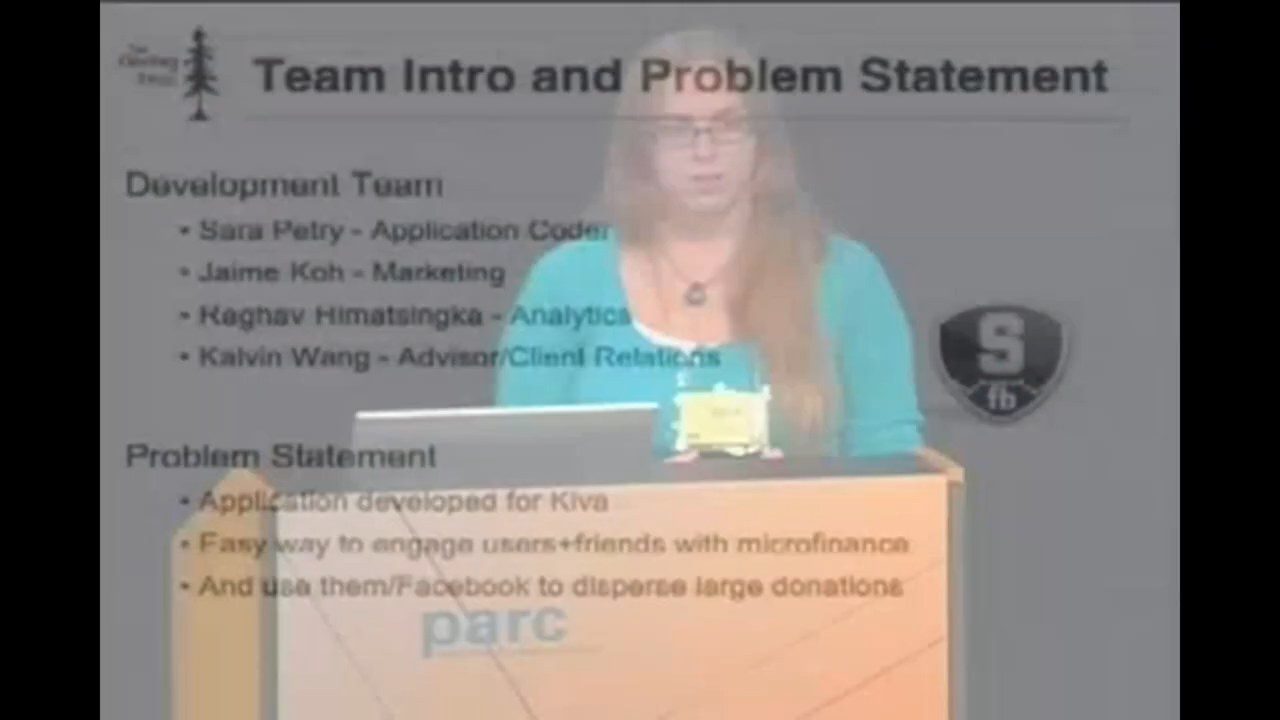 Team Intro and Problem Statement
Development Team
• Sara Petry - Application Coder
• Jaime Koh - Marketing
• Raghav Himatsingka - Analytics
• Kalvin Wang - Advisor/Client Relations
S
fb
Problem Statement
• Application developed for Kiva
• Easy way to engage users+friends with microfinance
• And use them/Facebook to disperse large donations
parc